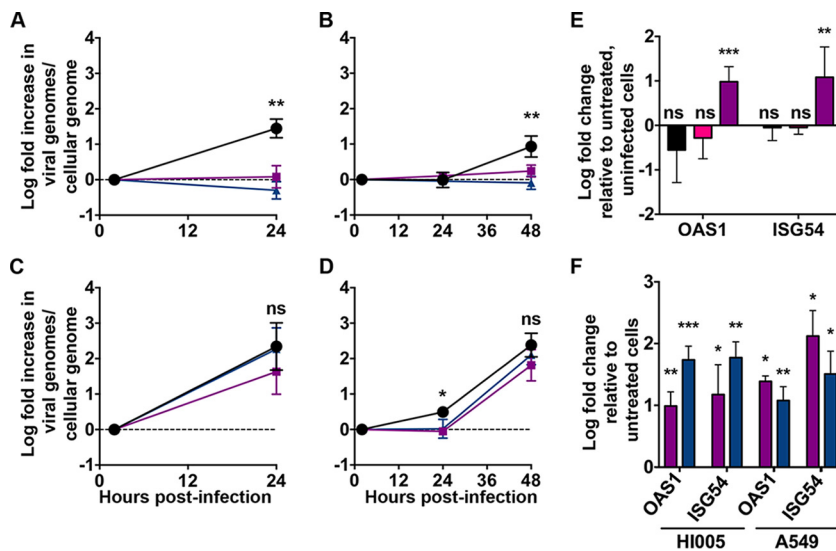 A
Log fold increase in
viral genomes/
cellular genome
4
3
2
1
0
-1
0
12
24
**
B
4
3
2
1
0
-1
0
12
24
36
48
**
E
Log fold change
relative to untreated,
uninfected cells
2
1
0
-1
-2
ns
ns
***
ns
ns
**
OAS1
ISG54
C
Log fold increase in
viral genomes/
cellular genome
4
3
2
1
0
-1
0
12
24
ns
Hours post-infection
D
4
3
2
1
0
-1
0
12
24
36
48
*
ns
Hours post-infection
F
Log fold change
relative to
untreated cells
3
2
1
0
**
***
*
**
*
**
*
*
OAS1
ISG54
OAS1
ISG54
HI005
A549